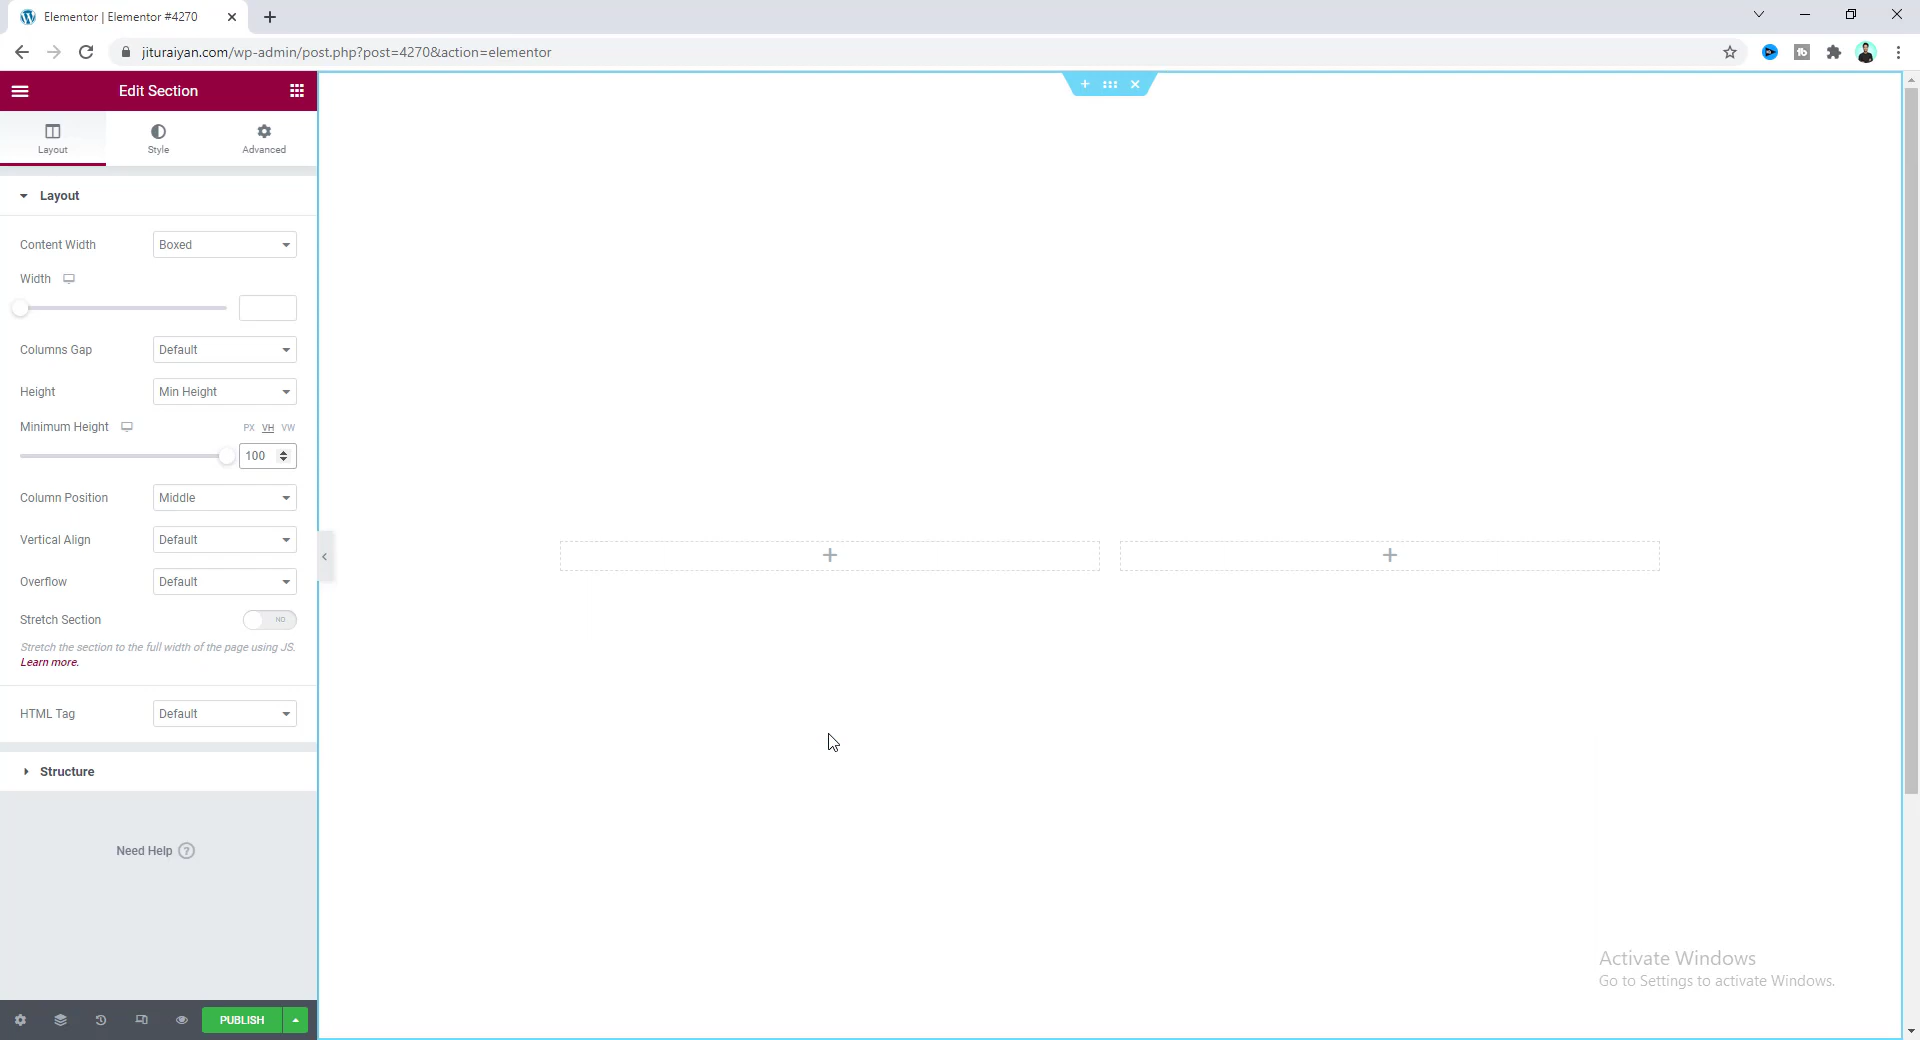 Elementor | Elementor #4270
jituraiyan.com/wp-admin/post.php?post=4270&action=elementor
Edit Section
Layout
Style
Advanced
Layout
Content Width
Boxed
Width
Columns Gap
Default
Height
Min Height
Minimum Height
PX VH VW
100
Column Position
Middle
Vertical Align
Default
Overflow
Default
Stretch Section
NO
Stretch the section to the full width of the page using JS.
Learn more.
HTML Tag
Default
Structure
Need Help ?
PUBLISH
Activate Windows
Go to Settings to activate Windows.